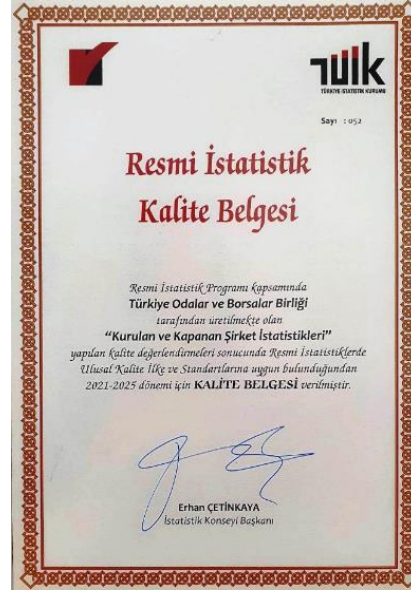 TÜİK
TÜRKİYE İSTATİSTİK KURUMU
Sayı : 052
Resmi İstatistik
Kalite Belgesi
Resmi İstatistik Programı kapsamında
Türkiye Odalar ve Borsalar Birliği
tarafından üretilmekte olan
“Kurulan ve Kapanan Şirket İstatistikleri”
yapılan kalite değerlendirmeleri sonucunda Resmi İstatistiklerde
Ulusal Kalite İlke ve Standartlarına uygun bulunduğundan
2021-2025 dönemi için KALİTE BELGESİ verilmiştir.
Erhan ÇETİNKAYA
İstatistik Konseyi Başkanı